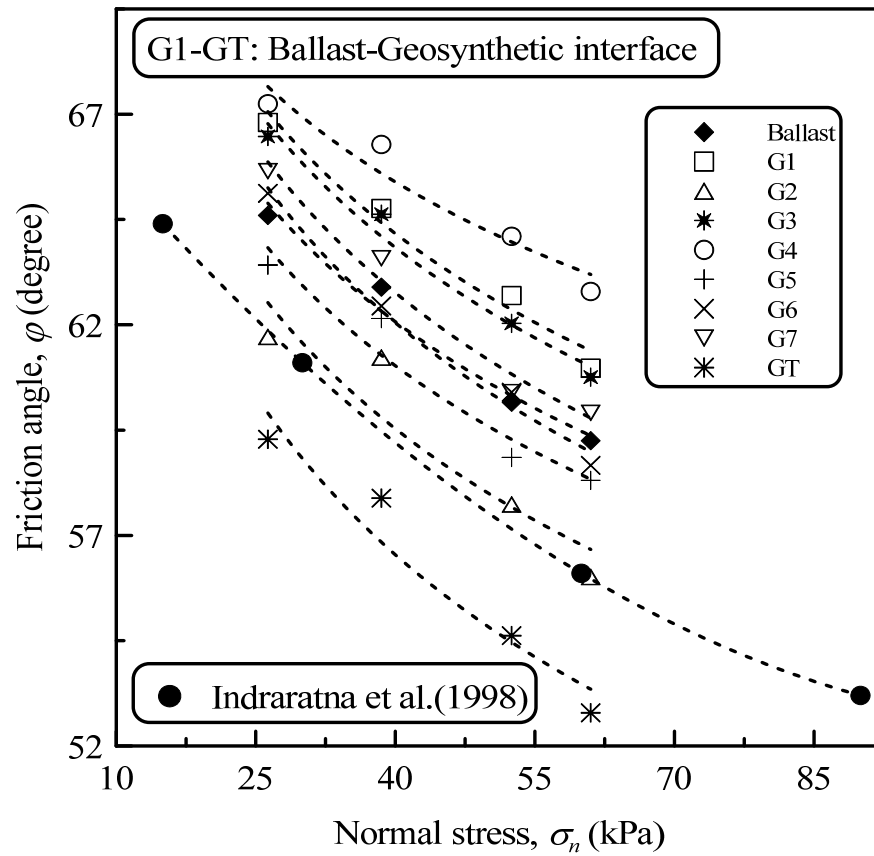 G1-GT: Ballast-Geosynthetic interface
67
62
57
52
Friction angle, φ (degree)
Ballast
G1
G2
G3
G4
G5
G6
G7
GT
Indraratna et al.(1998)
10 25 40 55 70 85
Normal stress, σn (kPa)